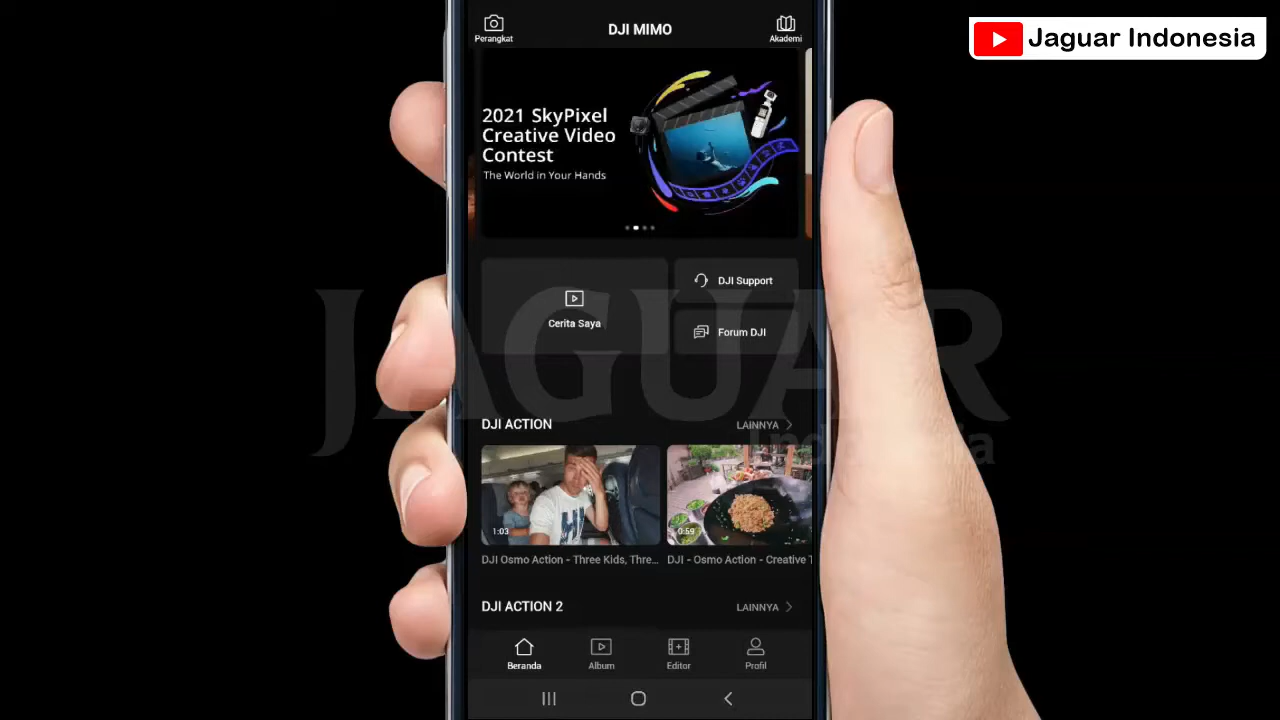 Perangkat
DJI MIMO
Akademi
Jaguar Indonesia
2021 SkyPixel
Creative Video
Contest
The World in Your Hands
Cerita Saya
DJI Support
Forum DJI
JAGUAR
Indonesia
DJI ACTION
LAINNYA
1:03
0:59
DJI Osmo Action - Three Kids, Thre...
DJI - Osmo Action - Creative T
DJI ACTION 2
LAINNYA
Beranda
Album
Editor
Profil